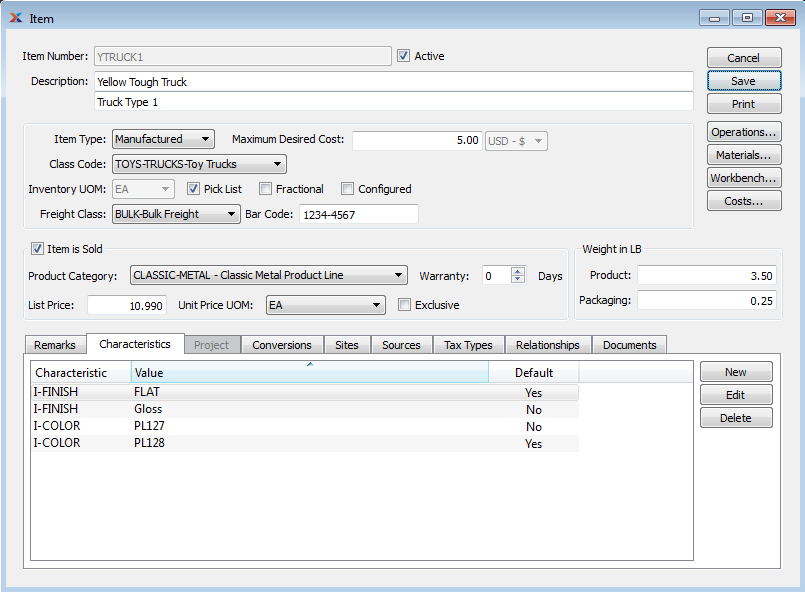 Item
Item Number: YTRUCK1 Active Cancel
Description: Yellow Tough Truck Save
Truck Type 1 Print
Item Type: Manufactured Maximum Desired Cost: 5.00 USD - $ Operations...
Class Code: TOYS-TRUCKS-Toy Trucks Materials...
Inventory UOM: EA Pick List Fractional Configured Workbench...
Freight Class: BULK-Bulk Freight Bar Code: 1234-4567 Costs...
Item is Sold Weight in LB
Product Category: CLASSIC-METAL - Classic Metal Product Line Warranty: 0 Days Product: 3.50
List Price: 10.990 Unit Price UOM: EA Exclusive Packaging: 0.25
Remarks Characteristics Project Conversions Sites Sources Tax Types Relationships Documents
Characteristic Value Default New
I-FINISH FLAT Yes Edit
I-FINISH Gloss No Delete
I-COLOR PL127 No
I-COLOR PL128 Yes